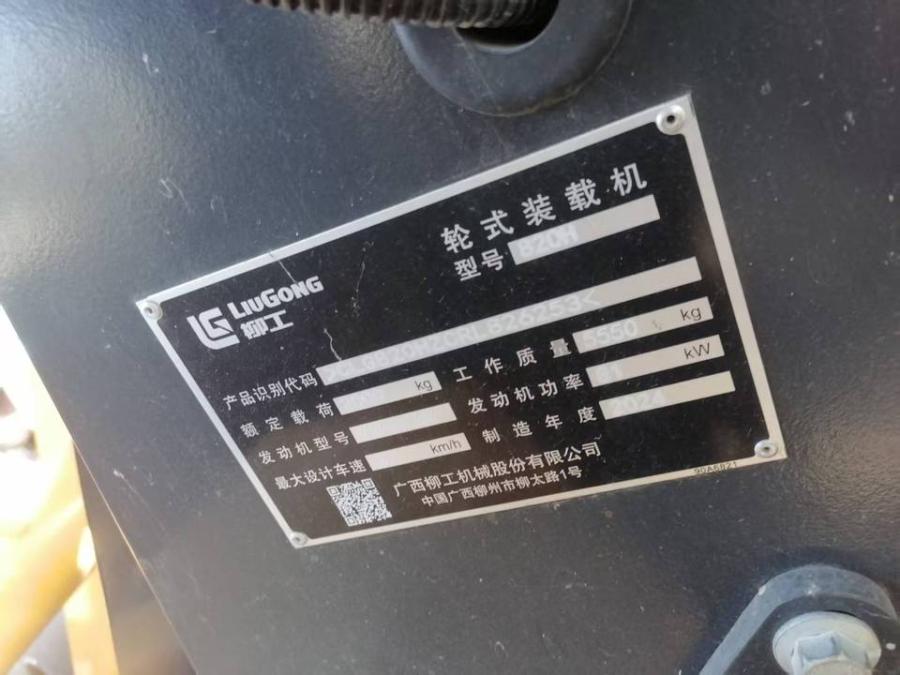 轮式装载机
型号 820H
LIUGONG
柳工
产品识别代码
额定载荷 kg 工作质量 5550 kg
发动机型号 发动机功率 kW
最大设计车速 km/h 制造年度 2024
广西柳工机械股份有限公司
中国广西柳州市柳太路1号
90A6821